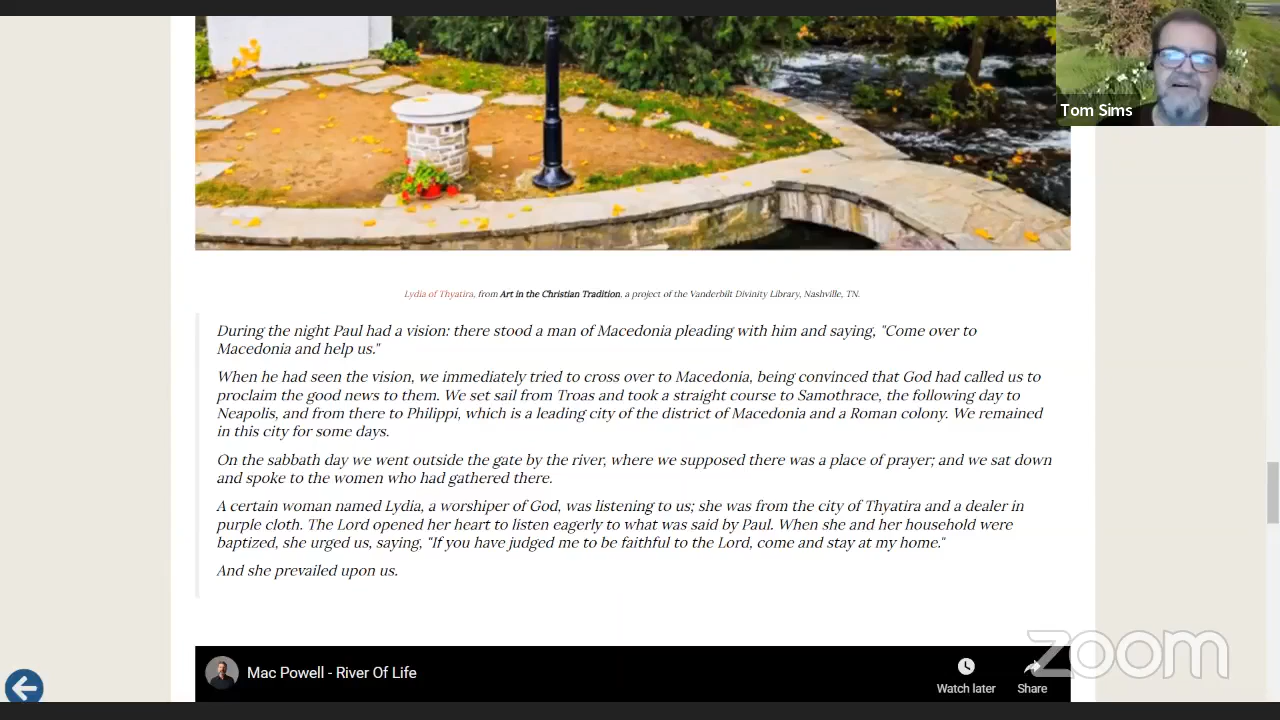 Tom Sims
Lydia of Thyatira, from Art in the Christian Tradition, a project of the Vanderbilt Divinity Library, Nashville, TN.
During the night Paul had a vision: there stood a man of Macedonia pleading with him and saying, "Come over to
Macedonia and help us."
When he had seen the vision, we immediately tried to cross over to Macedonia, being convinced that God had called us to
proclaim the good news to them. We set sail from Troas and took a straight course to Samothrace, the following day to
Neapolis, and from there to Philippi, which is a leading city of the district of Macedonia and a Roman colony. We remained
in this city for some days.
On the sabbath day we went outside the gate by the river, where we supposed there was a place of prayer; and we sat down
and spoke to the women who had gathered there.
A certain woman named Lydia, a worshiper of God, was listening to us; she was from the city of Thyatira and a dealer in
purple cloth. The Lord opened her heart to listen eagerly to what was said by Paul. When she and her household were
baptized, she urged us, saying, "If you have judged me to be faithful to the Lord, come and stay at my home."
And she prevailed upon us.
Mac Powell - River Of Life
Watch later
Share
zoom